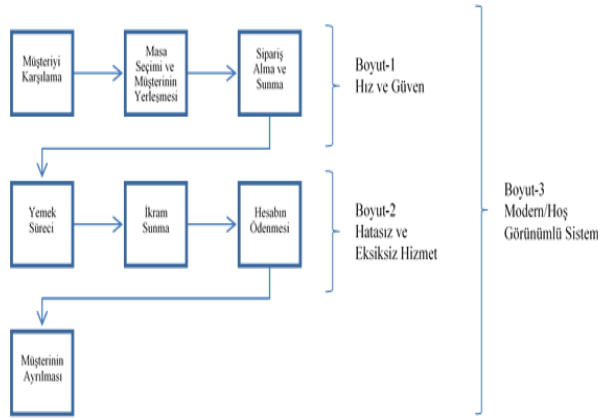 Müşteriyi
Karşılama
Masa
Seçimi ve
Müşterinin
Yerleşmesi
Sipariş
Alma ve
Sunma
Boyut-1
Hız ve Güven
Yemek
Süreci
İkram
Sunma
Hesabın
Ödenmesi
Boyut-2
Hatasız ve
Eksiksiz Hizmet
Boyut-3
Modern/Hoş
Görünümlü Sistem
Müşterinin
Ayrılması